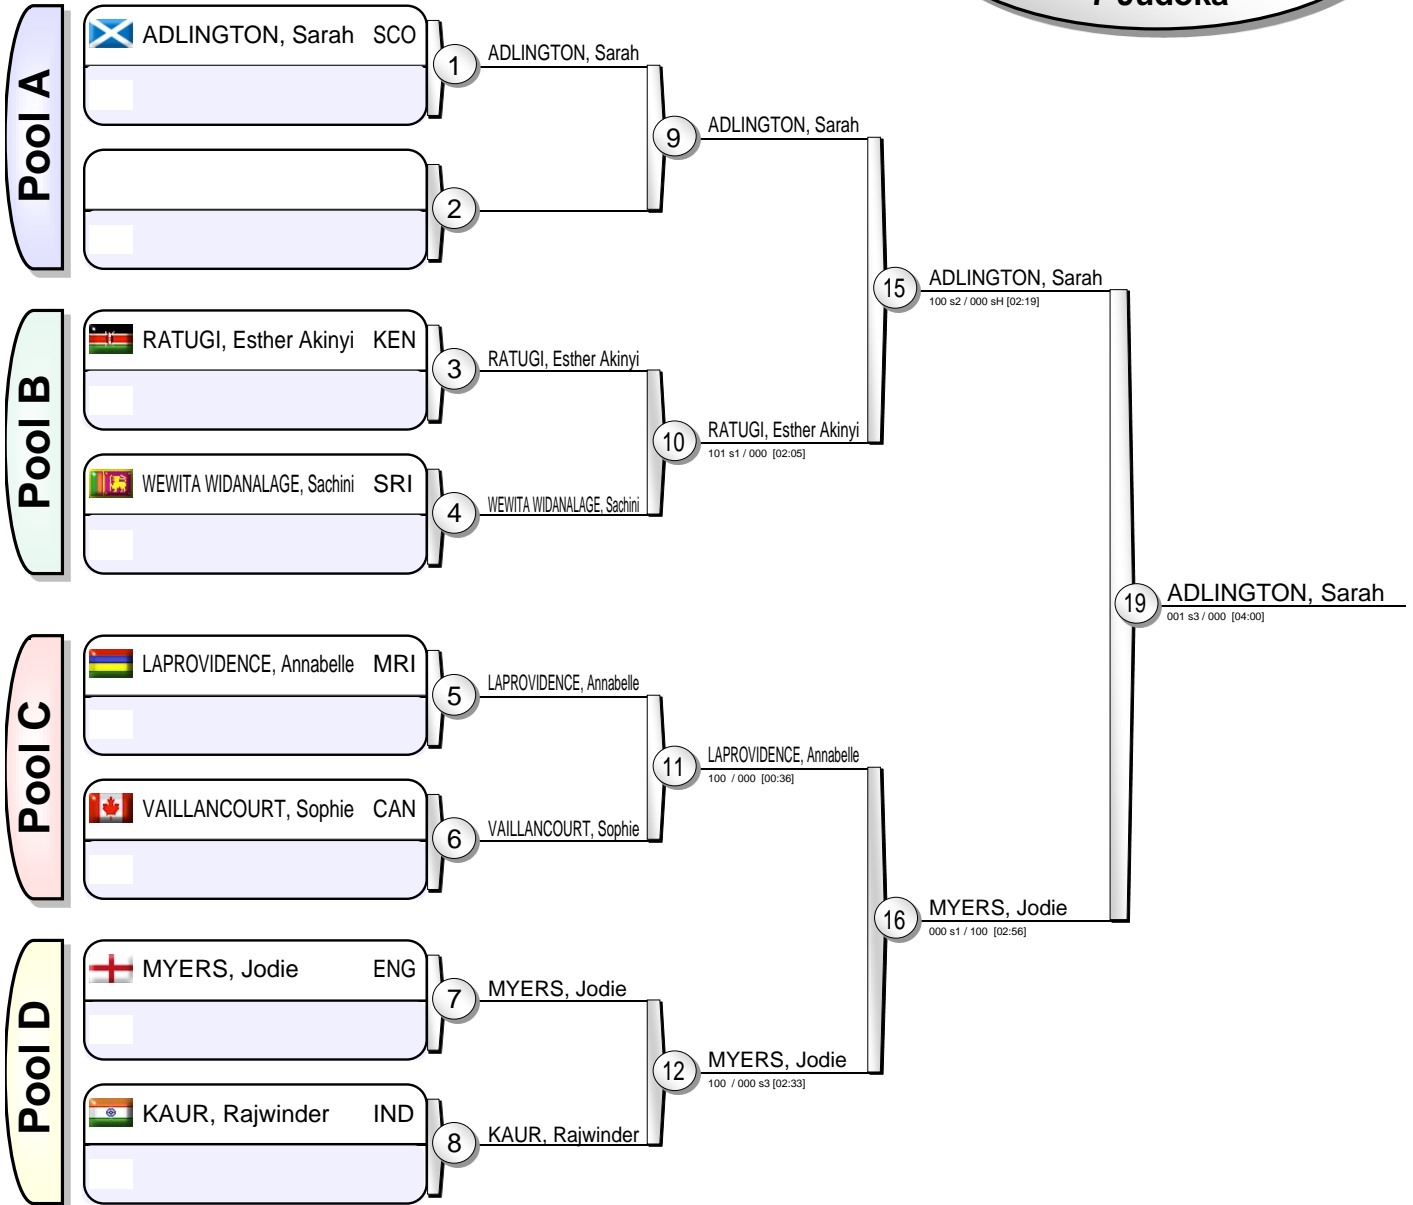 7 Judoka
Pool A
ADLINGTON, Sarah SCO
1
ADLINGTON, Sarah
2
9
ADLINGTON, Sarah
Pool B
RATUGI, Esther Akinyi KEN
3
RATUGI, Esther Akinyi
WEWITA WIDANALAGE, Sachini SRI
4
WEWITA WIDANALAGE, Sachini
10
RATUGI, Esther Akinyi
101 s1 / 000 [02:05]
15
ADLINGTON, Sarah
100 s2 / 000 sH [02:19]
Pool C
LAPROVIDENCE, Annabelle MRI
5
LAPROVIDENCE, Annabelle
VAILLANCOURT, Sophie CAN
6
VAILLANCOURT, Sophie
11
LAPROVIDENCE, Annabelle
100 / 000 [00:36]
Pool D
MYERS, Jodie ENG
7
MYERS, Jodie
KAUR, Rajwinder IND
8
KAUR, Rajwinder
12
MYERS, Jodie
100 / 000 s3 [02:33]
16
MYERS, Jodie
000 s1 / 100 [02:56]
19
ADLINGTON, Sarah
001 s3 / 000 [04:00]